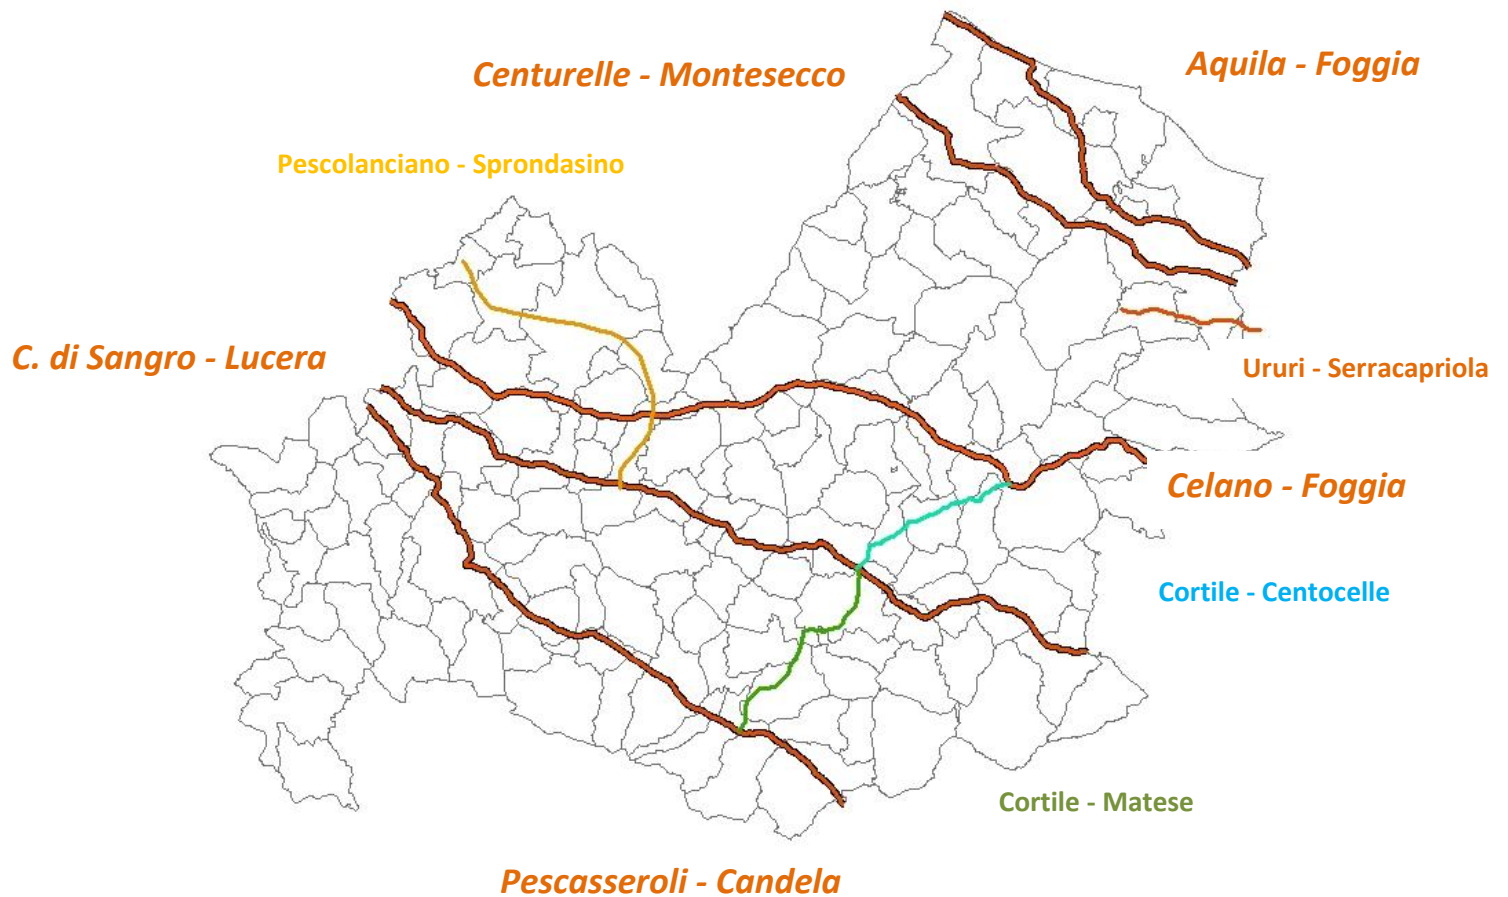 Aquila - Foggia
Centurelle - Montesecco
Pescolanciano - Sprondasino
C. di Sangro - Lucera
Ururi - Serracapriola
Celano - Foggia
Cortile - Centocelle
Cortile - Matese
Pescasseroli - Candela